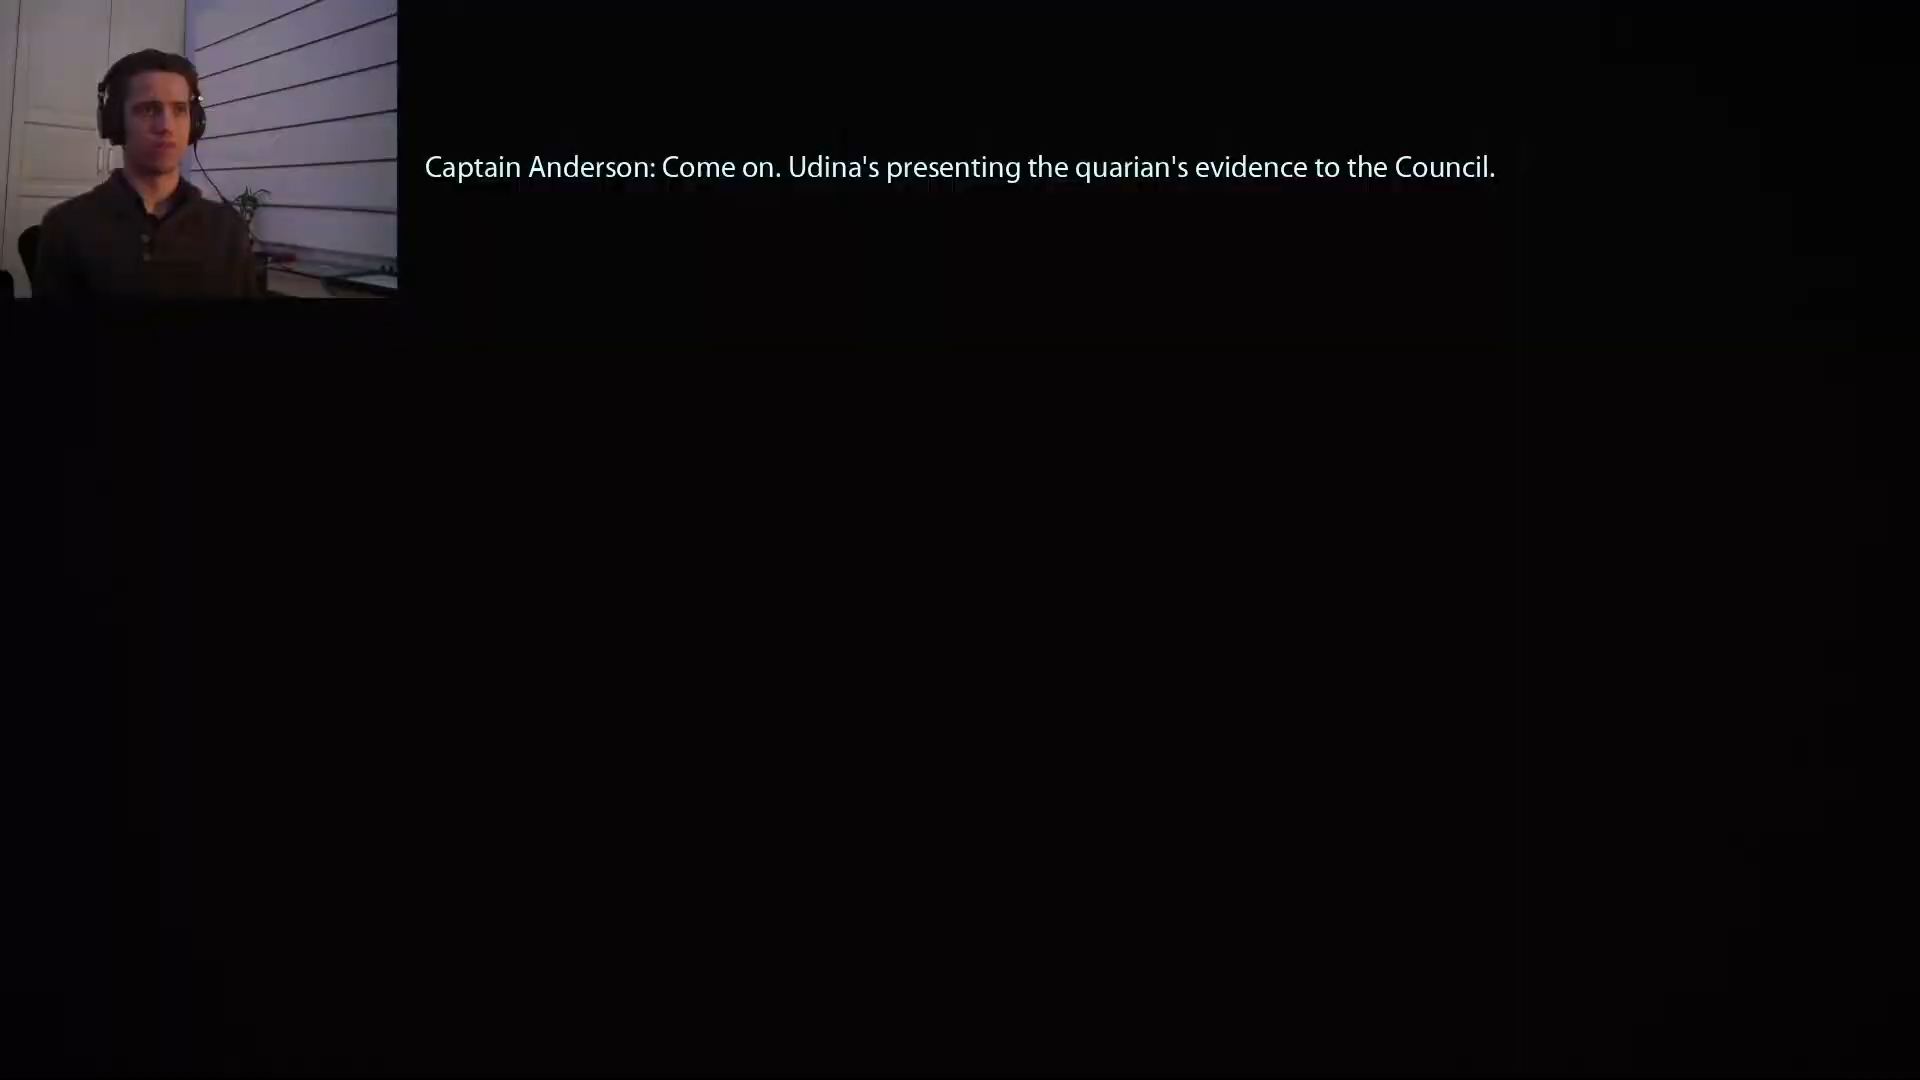 Captain Anderson: Come on. Udina's presenting the quarian's evidence to the Council.